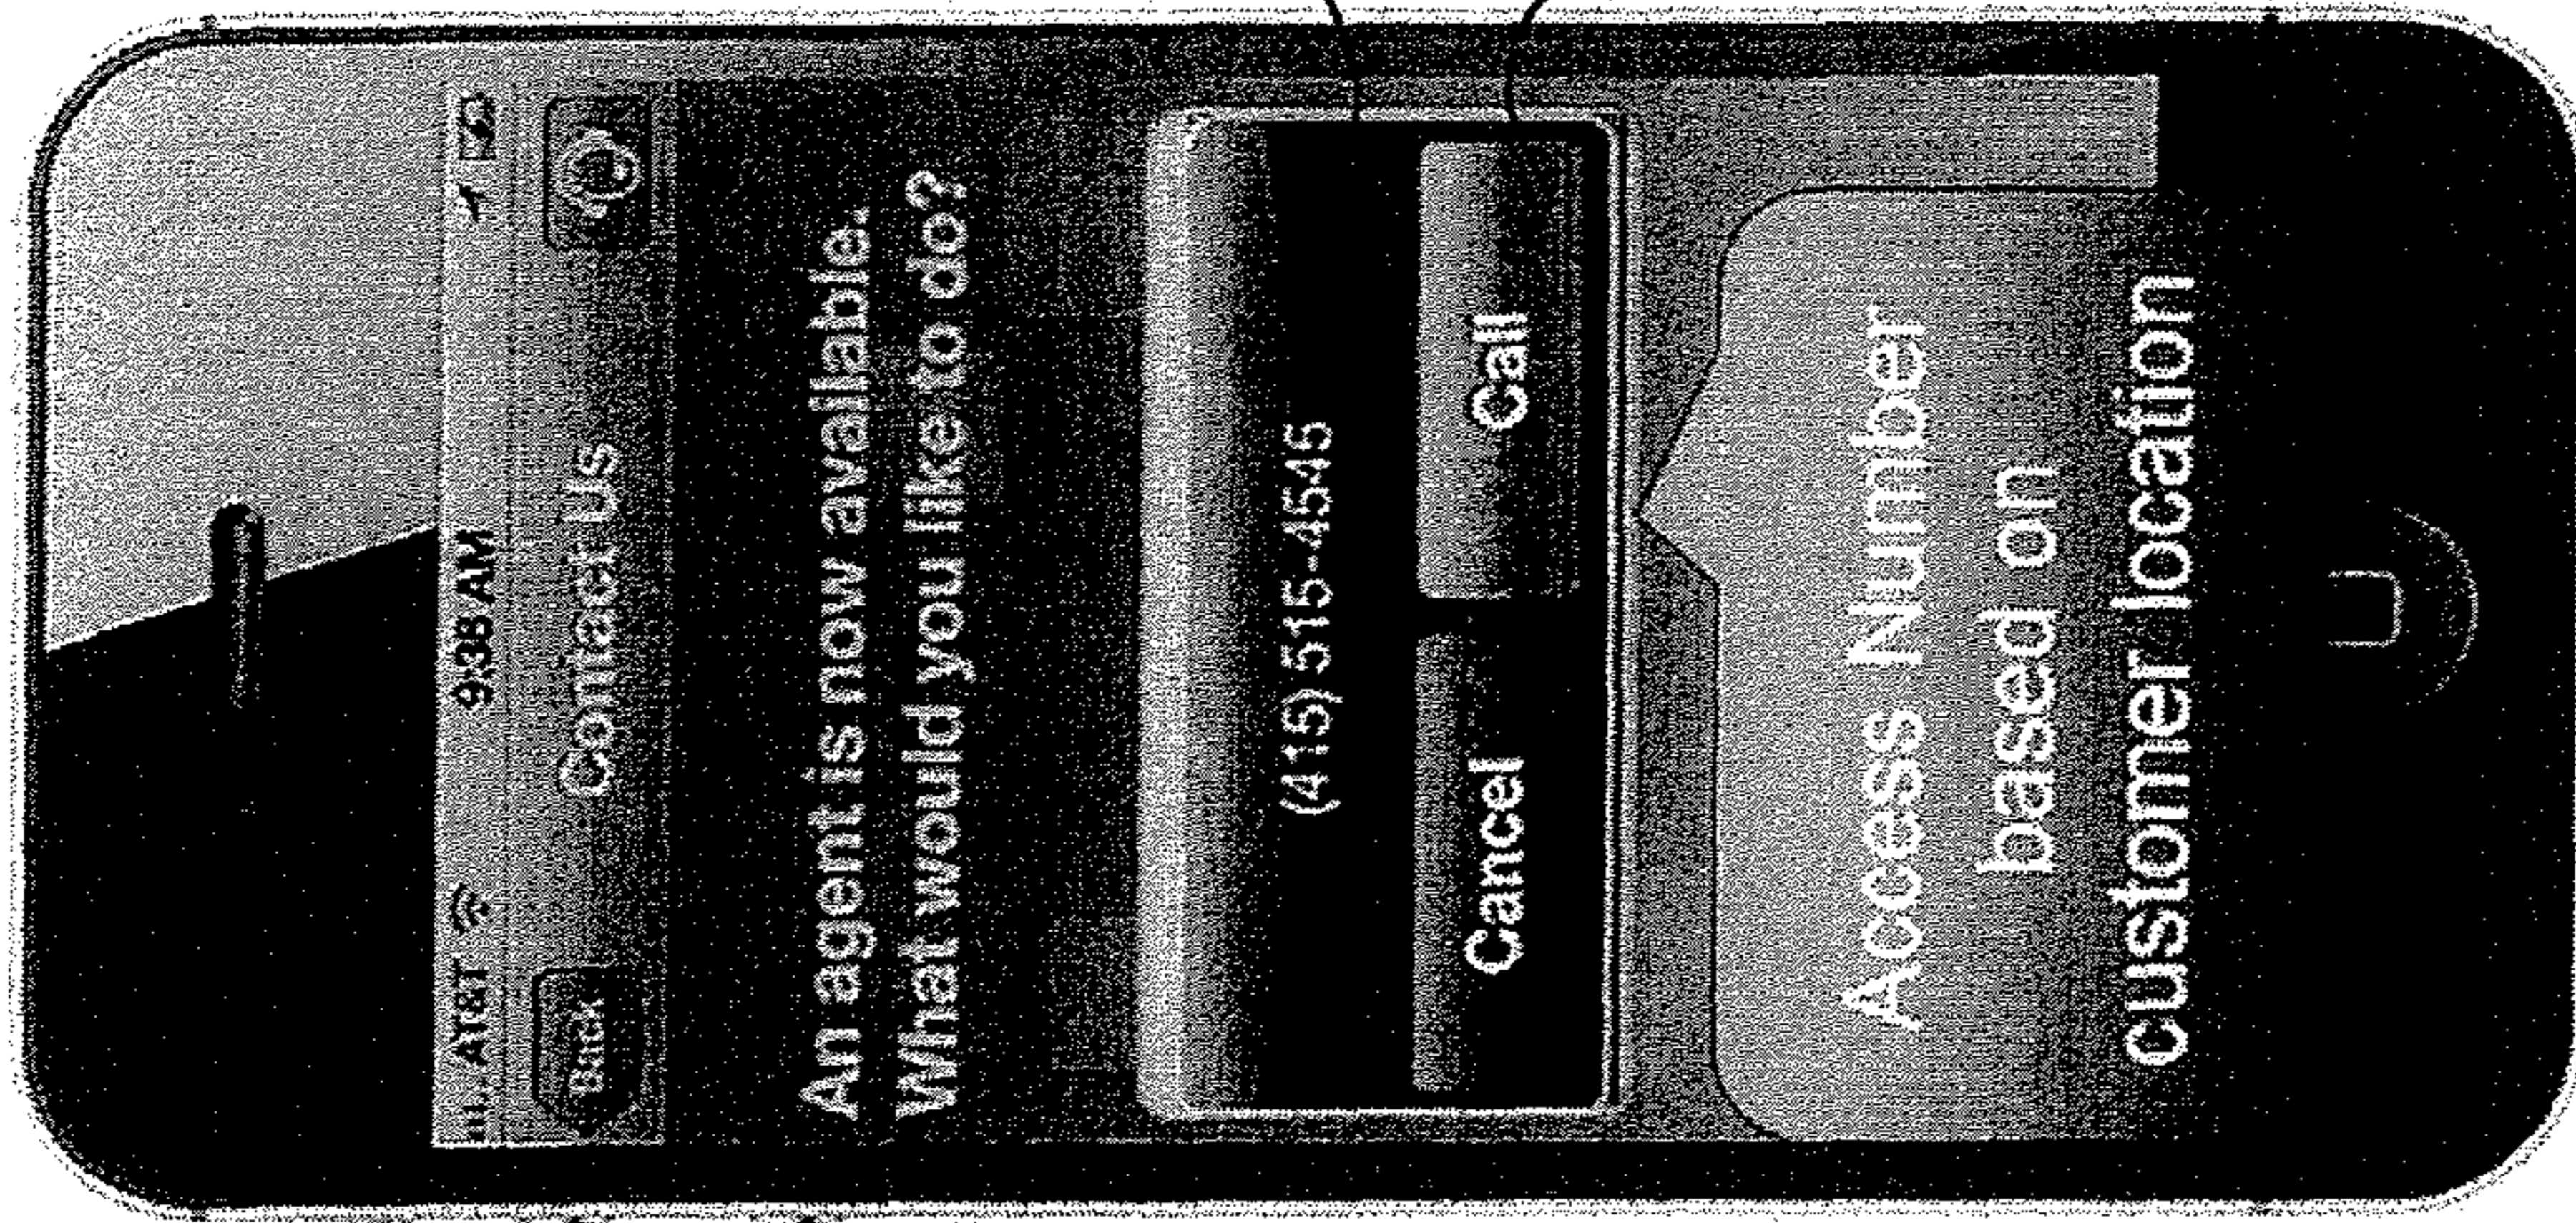 AT&T 9:38 AM
Back Contact Us
An agent is now available.
What would you like to do?
(415) 515-4545
Cancel Call
Access Number
based on
customer location